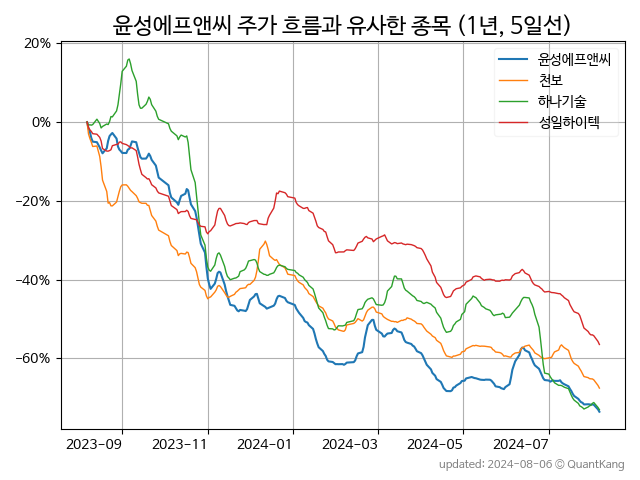 윤성에프앤씨 주가 흐름과 유사한 종목 (1년, 5일선)
윤성에프앤씨
천보
하나기술
성일하이텍
20%
0%
−20%
−40%
−60%
2023-09 2023-11 2024-01 2024-03 2024-05 2024-07
updated: 2024-08-06 © QuantKang